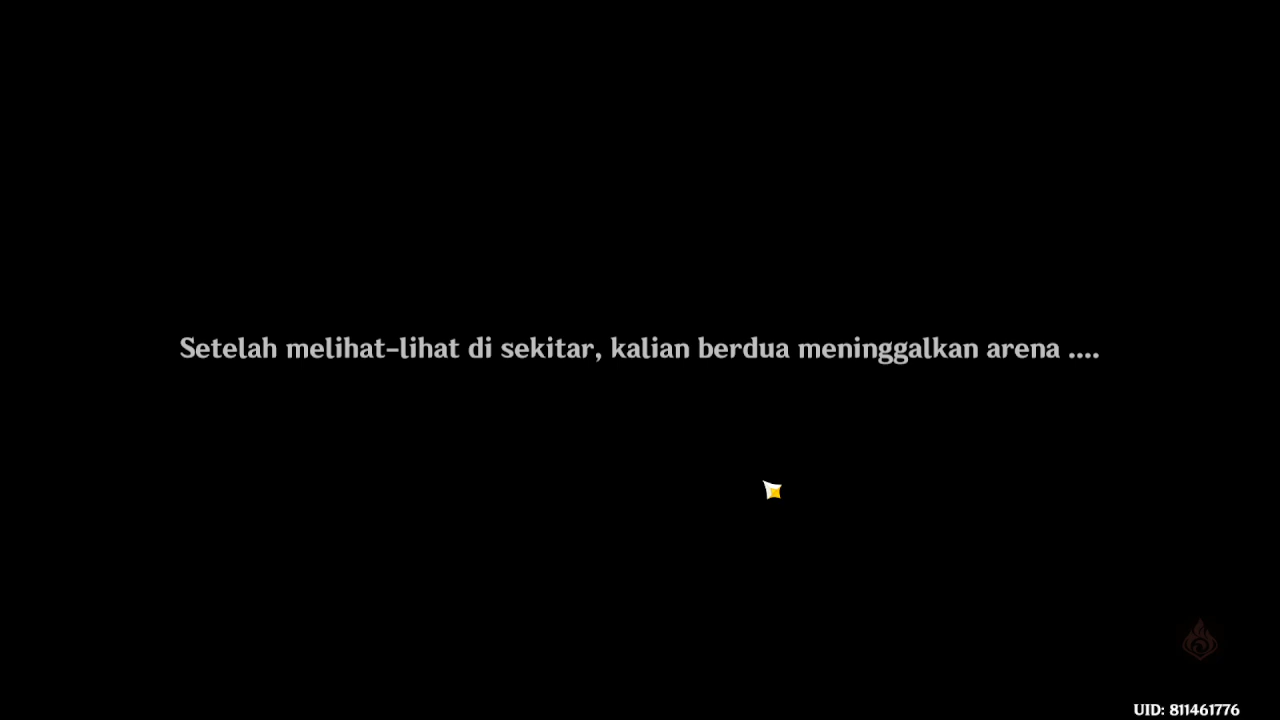 Setelah melihat-lihat di sekitar, kalian berdua meninggalkan arena ....
UID: 811461776